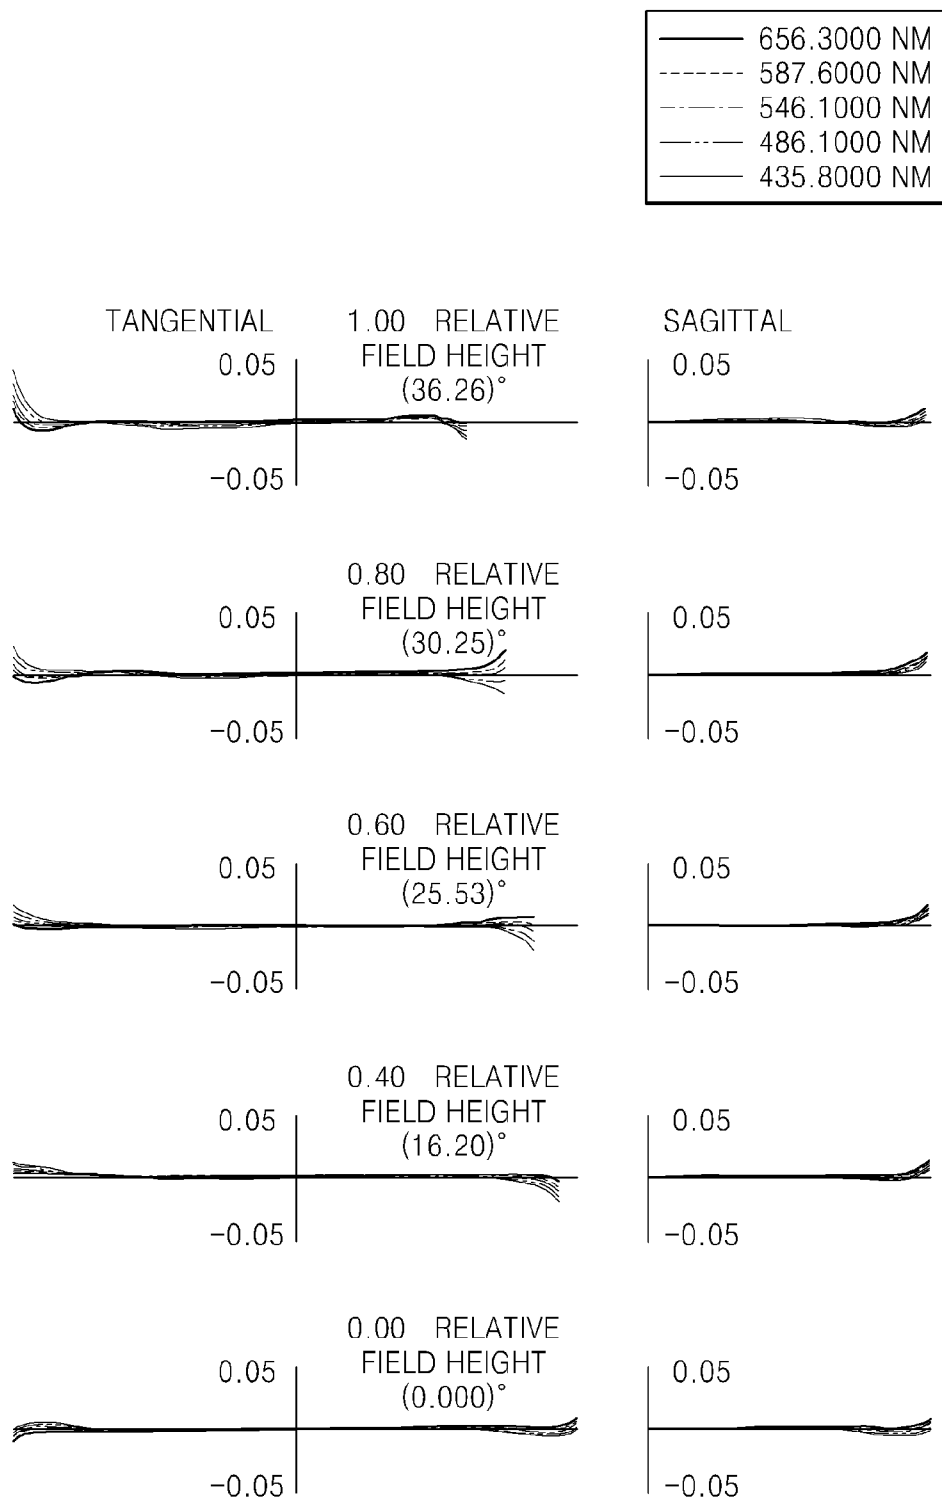 656.3000 NM
587.6000 NM
546.1000 NM
486.1000 NM
435.8000 NM
TANGENTIAL 1.00 RELATIVE SAGITTAL
FIELD HEIGHT
0.05 (36.26)° 0.05
-0.05 -0.05
0.80 RELATIVE
FIELD HEIGHT
0.05 (30.25)° 0.05
-0.05 -0.05
0.60 RELATIVE
FIELD HEIGHT
0.05 (25.53)° 0.05
-0.05 -0.05
0.40 RELATIVE
FIELD HEIGHT
0.05 (16.20)° 0.05
-0.05 -0.05
0.00 RELATIVE
FIELD HEIGHT
0.05 (0.000)° 0.05
-0.05 -0.05